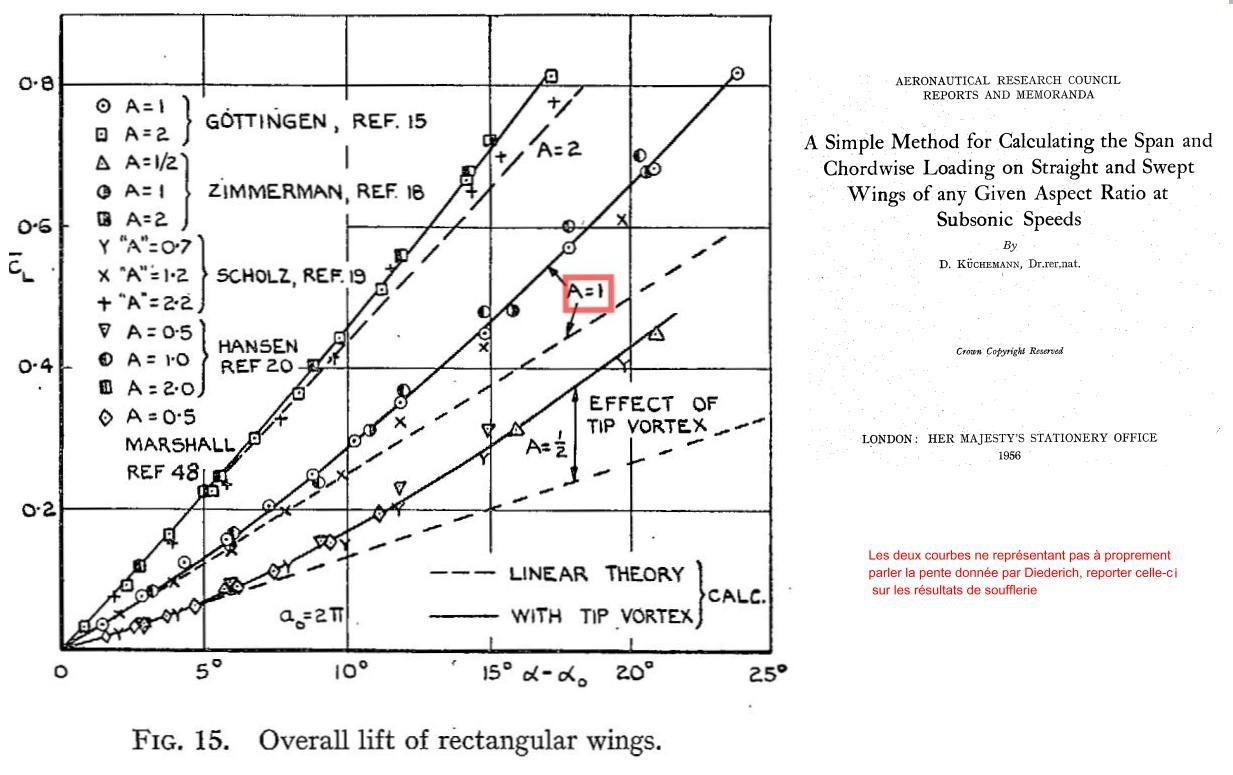 0·8
0·6
C̄L
0·4
0·2
⊙ A=1
⊡ A=2
GÖTTINGEN, REF. 15
△ A=1/2
A=1
A=2
ZIMMERMAN, REF. 18
Y "A"=0·7
× "A"=1·2
+ "A"=2·2
SCHOLZ, REF. 19
A=0·5
A=1·0
A=2·0
HANSEN
REF 20
A=0·5
MARSHALL
REF 48
A=2
A=1
EFFECT OF
TIP VORTEX
A=½
a₀=2π
LINEAR THEORY
WITH TIP VORTEX
CALC.
0 5° 10° 15° α-α₀ 20° 25°
FIG. 15. Overall lift of rectangular wings.
AERONAUTICAL RESEARCH COUNCIL
REPORTS AND MEMORANDA
A Simple Method for Calculating the Span and
Chordwise Loading on Straight and Swept
Wings of any Given Aspect Ratio at
Subsonic Speeds
By
D. KÜCHEMANN, Dr.rer.nat.
Crown Copyright Reserved
LONDON: HER MAJESTY'S STATIONERY OFFICE
1956
Les deux courbes ne représentant pas à proprement
parler la pente donnée par Diederich, reporter celle-ci
sur les résultats de soufflerie